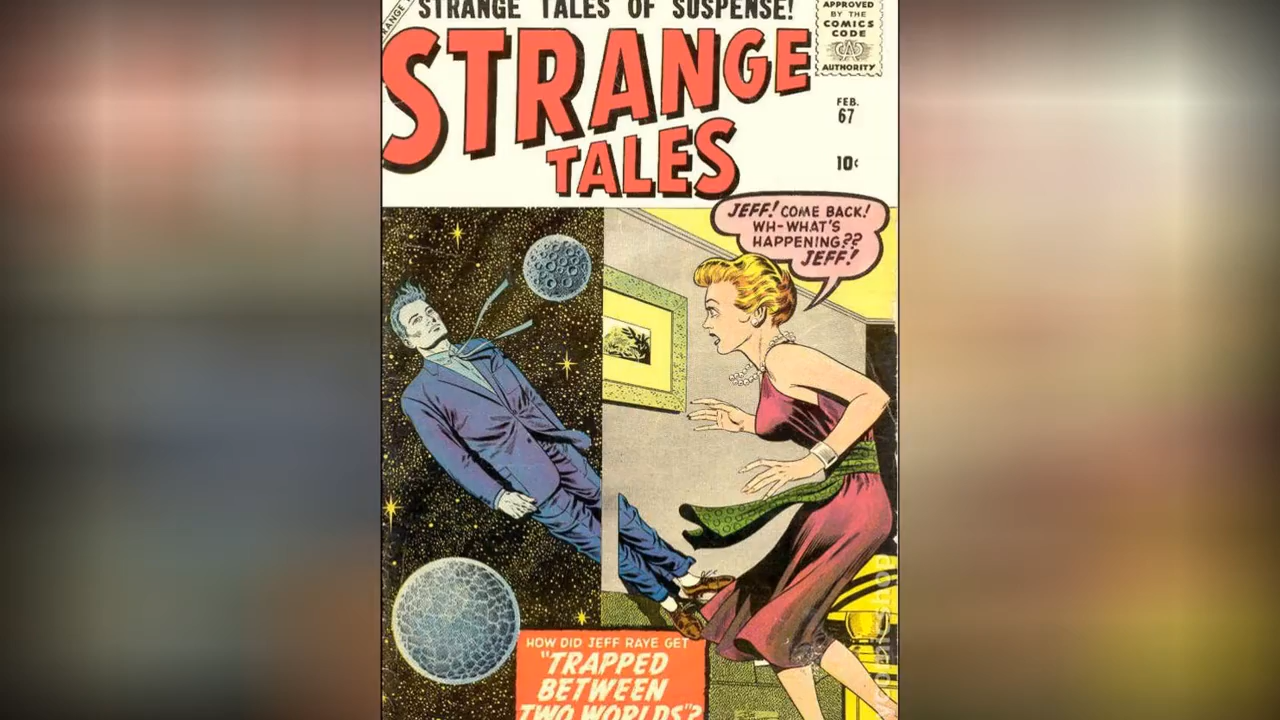 STRANGE TALES OF SUSPENSE!
STRANGE
TALES
APPROVED
BY THE
COMICS
CODE
AUTHORITY
FEB.
67
10¢
JEFF! COME BACK!
WH-WHAT'S
HAPPENING??
JEFF!
HOW DID JEFF RAYE GET
"TRAPPED
BETWEEN
TWO WORLDS"?